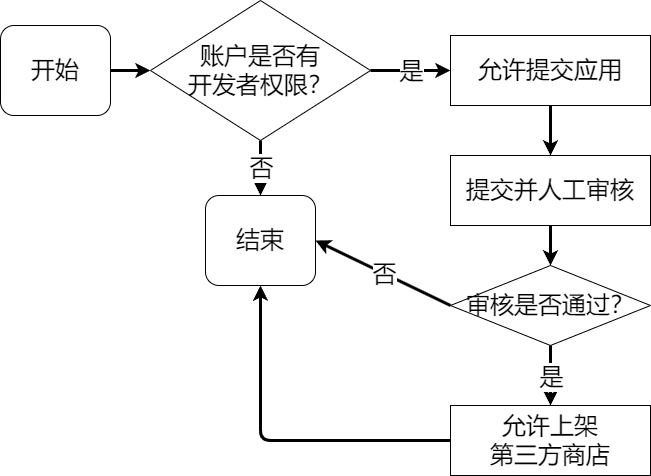 开始
账户是否有
开发者权限？
是
允许提交应用
否
提交并人工审核
结束
否
审核是否通过？
是
允许上架
第三方商店